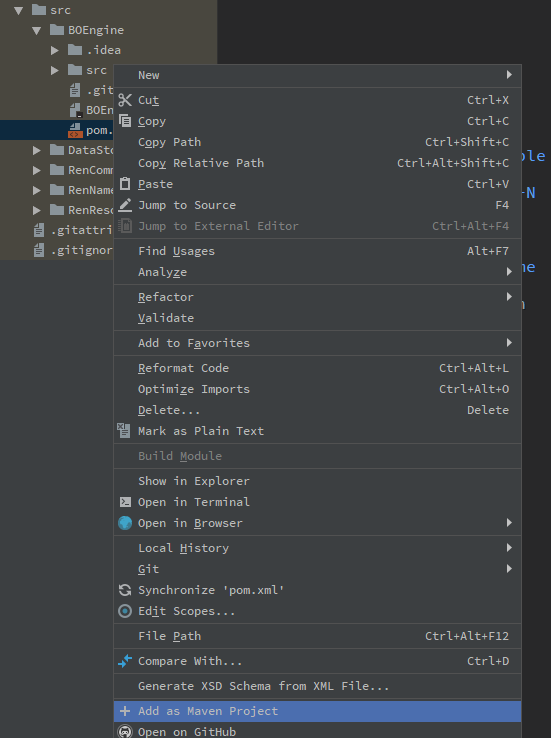 src
BOEngine
.idea
src
New
.git
Cut Ctrl+X
BOEn
Copy Ctrl+C
pom.
Copy Path Ctrl+Shift+C
DataSto
Copy Relative Path Ctrl+Alt+Shift+C
RenComm
Paste Ctrl+V
RenName
Jump to Source F4
RenReso
Jump to External Editor Ctrl+Alt+F4
.gitattri
Find Usages Alt+F7
.gitignor
Analyze
Refactor
Validate
Add to Favorites
Reformat Code Ctrl+Alt+L
Optimize Imports Ctrl+Alt+O
Delete... Delete
Mark as Plain Text
Build Module
Show in Explorer
Open in Terminal
Open in Browser
Local History
Git
Synchronize 'pom.xml'
Edit Scopes...
File Path Ctrl+Alt+F12
Compare With... Ctrl+D
Generate XSD Schema from XML File...
Add as Maven Project
Open on GitHub